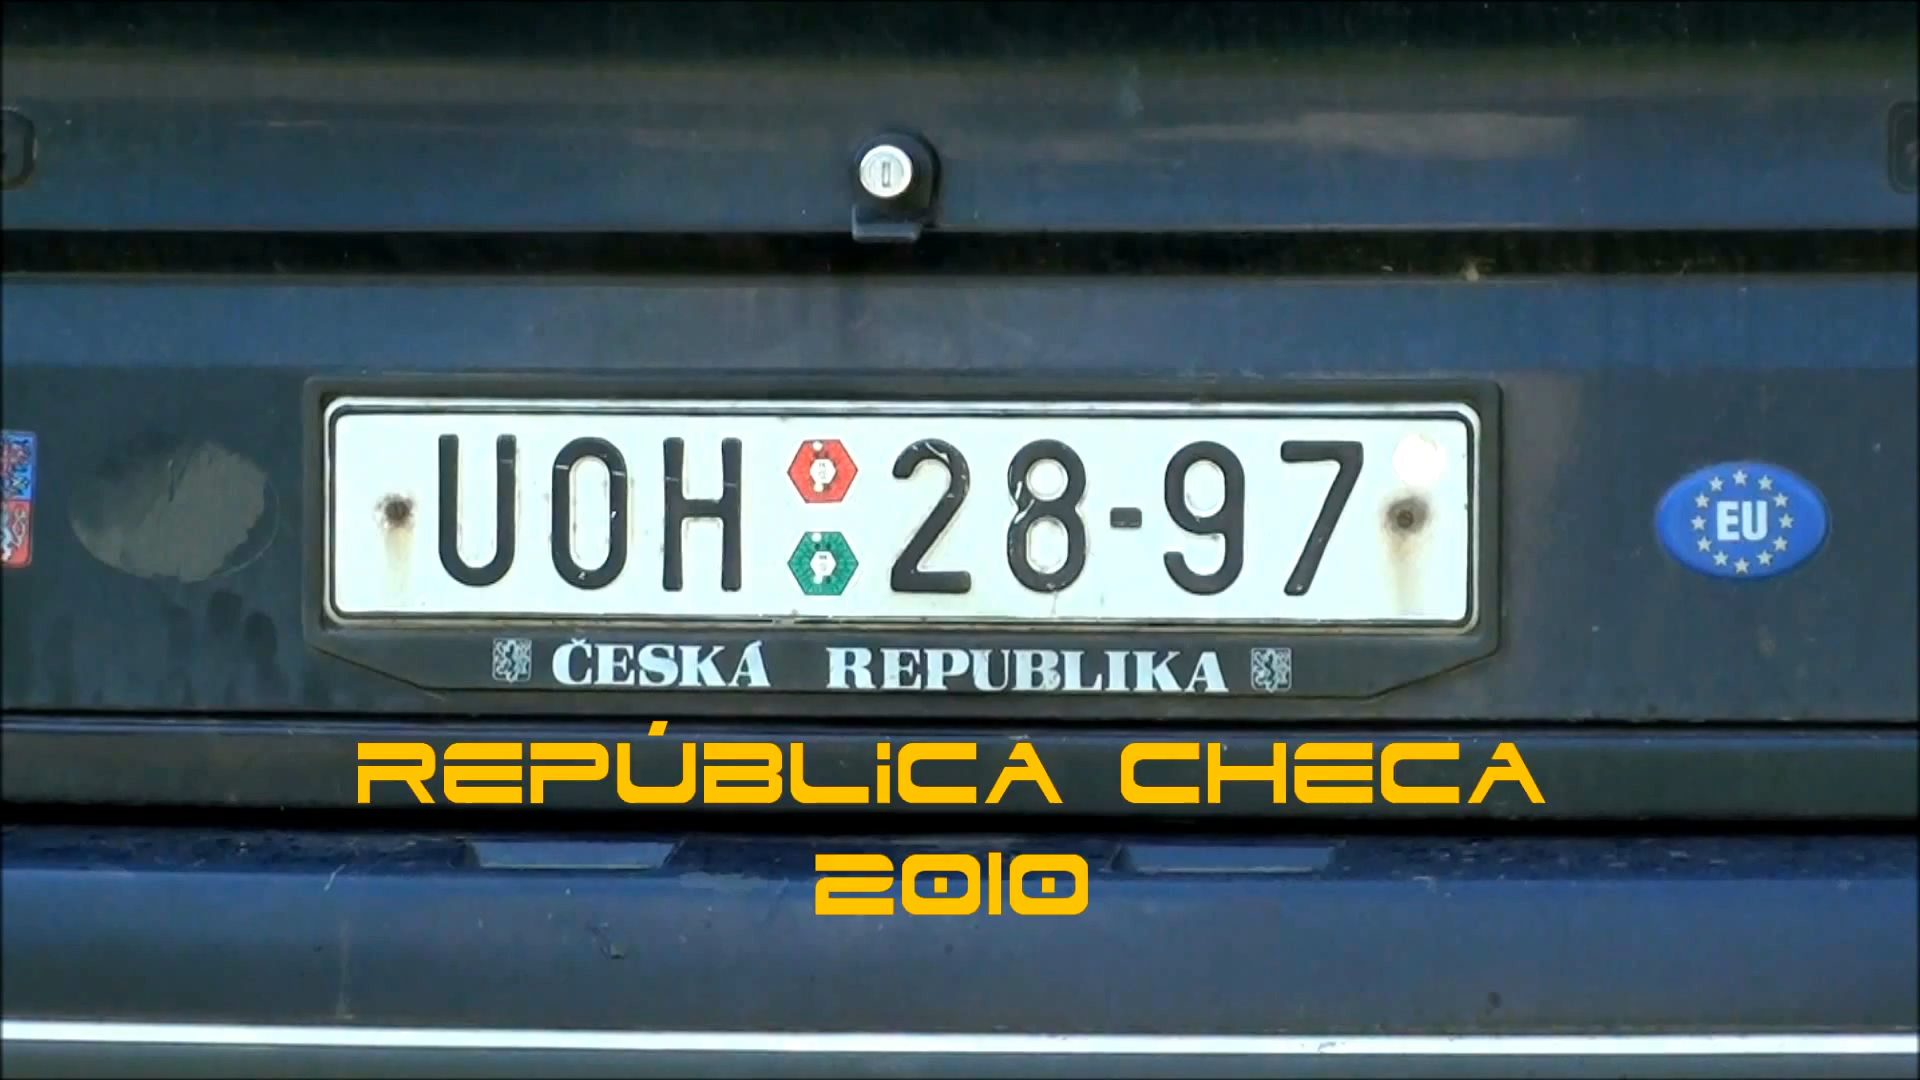 UOH 28-97
EU
ČESKÁ REPUBLIKA
REPÚBLiCA CHECA
2010